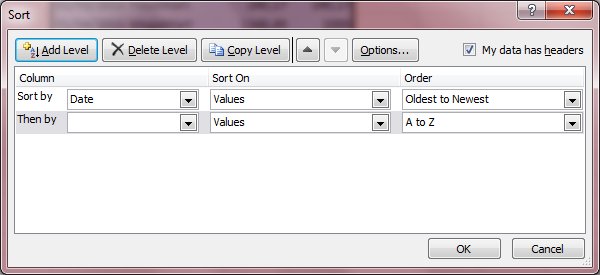 Sort
Add Level Delete Level Copy Level Options... My data has headers
Column Sort On Order
Sort by Date Values Oldest to Newest
Then by Values A to Z
OK Cancel